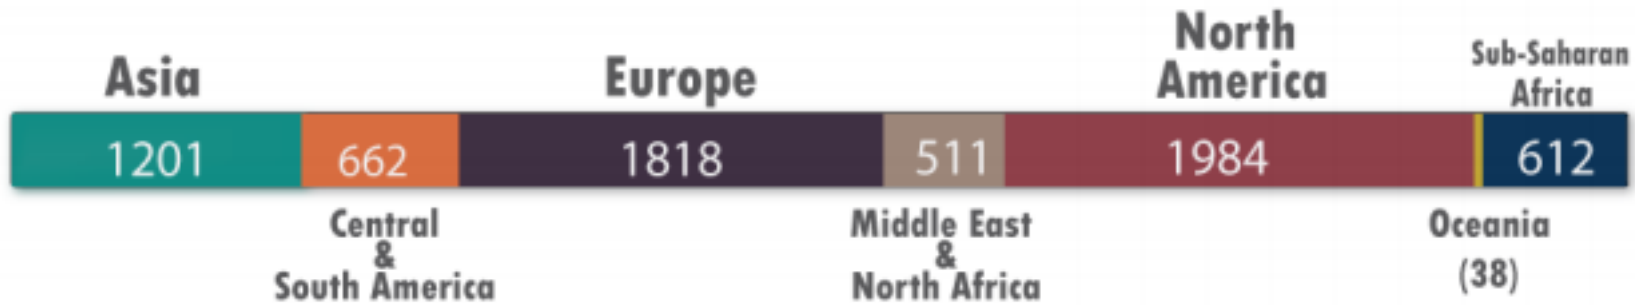 Asia
Europe
North
America
Sub-Saharan
Africa
1201
662
1818
511
1984
612
Central
&
South America
Middle East
&
North Africa
Oceania
(38)